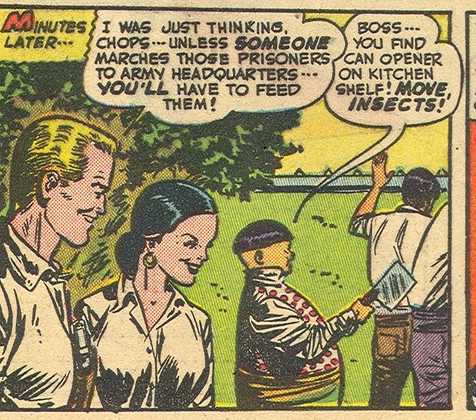 MINUTES
LATER---
I WAS JUST THINKING,
CHOPS---UNLESS SOMEONE
MARCHES THOSE PRISONERS
TO ARMY HEADQUARTERS---
YOU'LL HAVE TO FEED
THEM!
BOSS---
YOU FIND
CAN OPENER
ON KITCHEN
SHELF! MOVE,
INSECTS!